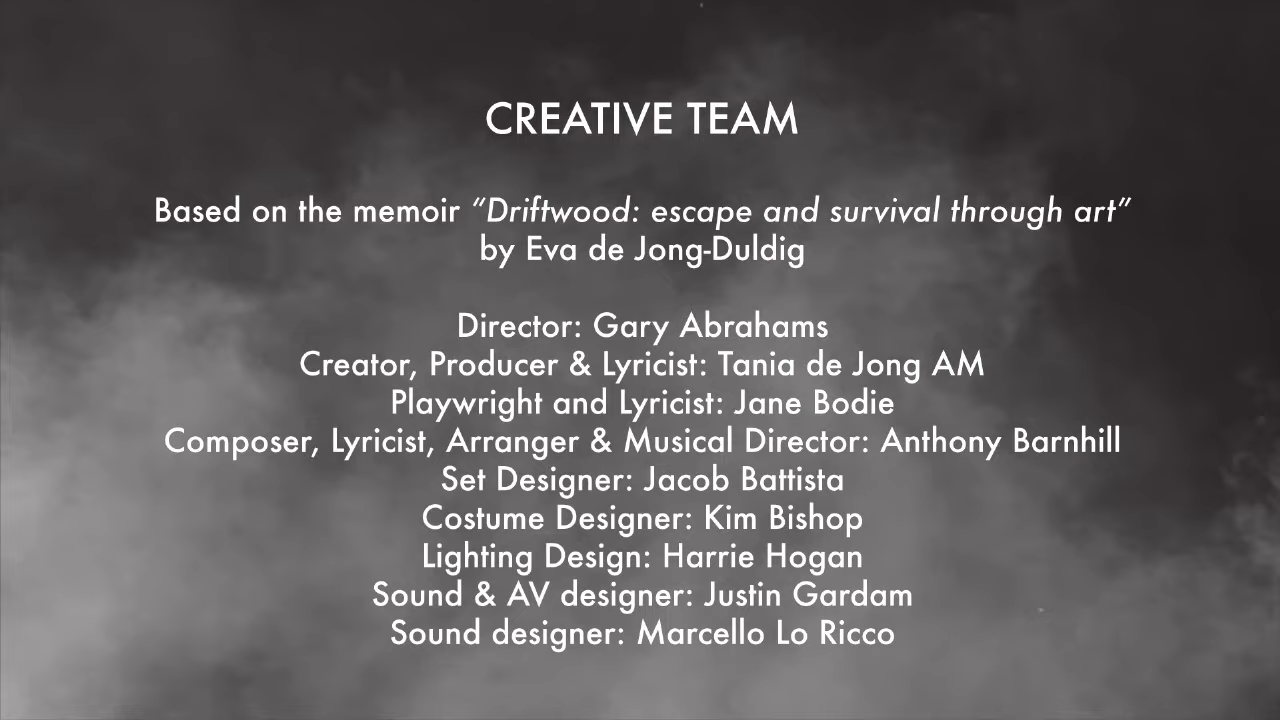 CREATIVE TEAM
Based on the memoir “Driftwood: escape and survival through art”
by Eva de Jong-Duldig
Director: Gary Abrahams
Creator, Producer & Lyricist: Tania de Jong AM
Playwright and Lyricist: Jane Bodie
Composer, Lyricist, Arranger & Musical Director: Anthony Barnhill
Set Designer: Jacob Battista
Costume Designer: Kim Bishop
Lighting Design: Harrie Hogan
Sound & AV designer: Justin Gardam
Sound designer: Marcello Lo Ricco